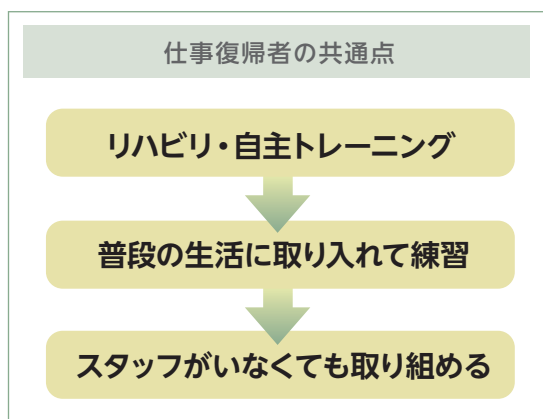 仕事復帰者の共通点
リハビリ・自主トレーニング
普段の生活に取り入れて練習
スタッフがいなくても取り組める